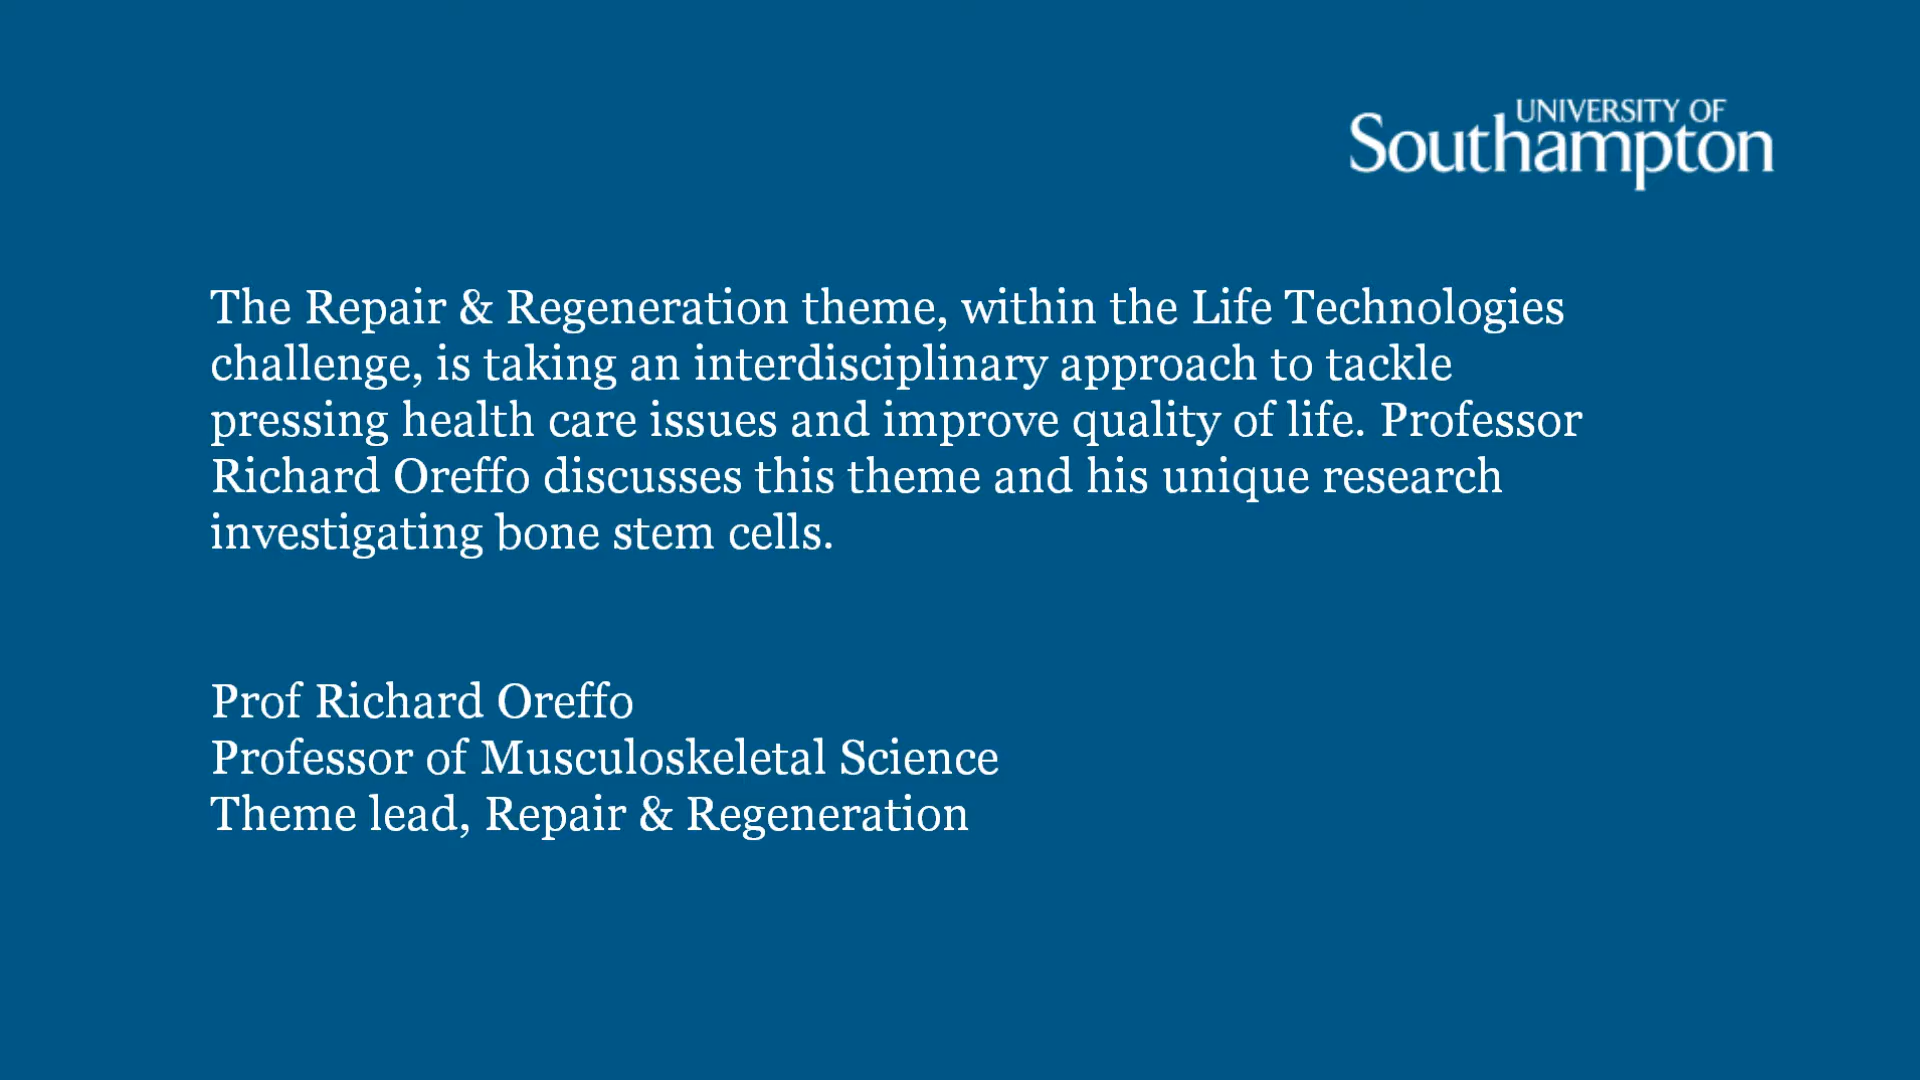 UNIVERSITY OF
Southampton
The Repair & Regeneration theme, within the Life Technologies
challenge, is taking an interdisciplinary approach to tackle
pressing health care issues and improve quality of life. Professor
Richard Oreffo discusses this theme and his unique research
investigating bone stem cells.
Prof Richard Oreffo
Professor of Musculoskeletal Science
Theme lead, Repair & Regeneration